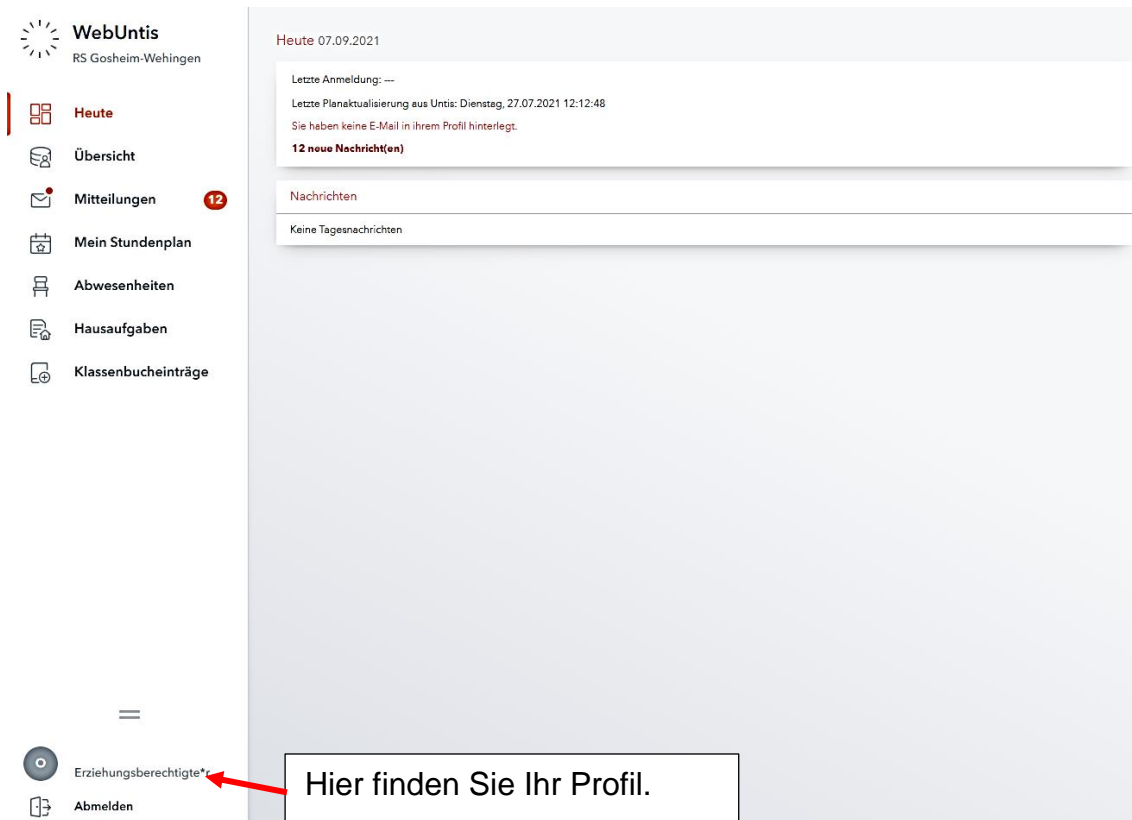 WebUntis
RS Gosheim-Wehingen
Heute
Übersicht
Mitteilungen 12
Mein Stundenplan
Abwesenheiten
Hausaufgaben
Klassenbucheinträge
O
Erziehungsberechtigte*r
Abmelden
Heute 07.09.2021
Letzte Anmeldung: ---
Letzte Planaktualisierung aus Untis: Dienstag, 27.07.2021 12:12:48
Sie haben keine E-Mail in ihrem Profil hinterlegt.
12 neue Nachricht(en)
Nachrichten
Keine Tagesnachrichten
Hier finden Sie Ihr Profil.